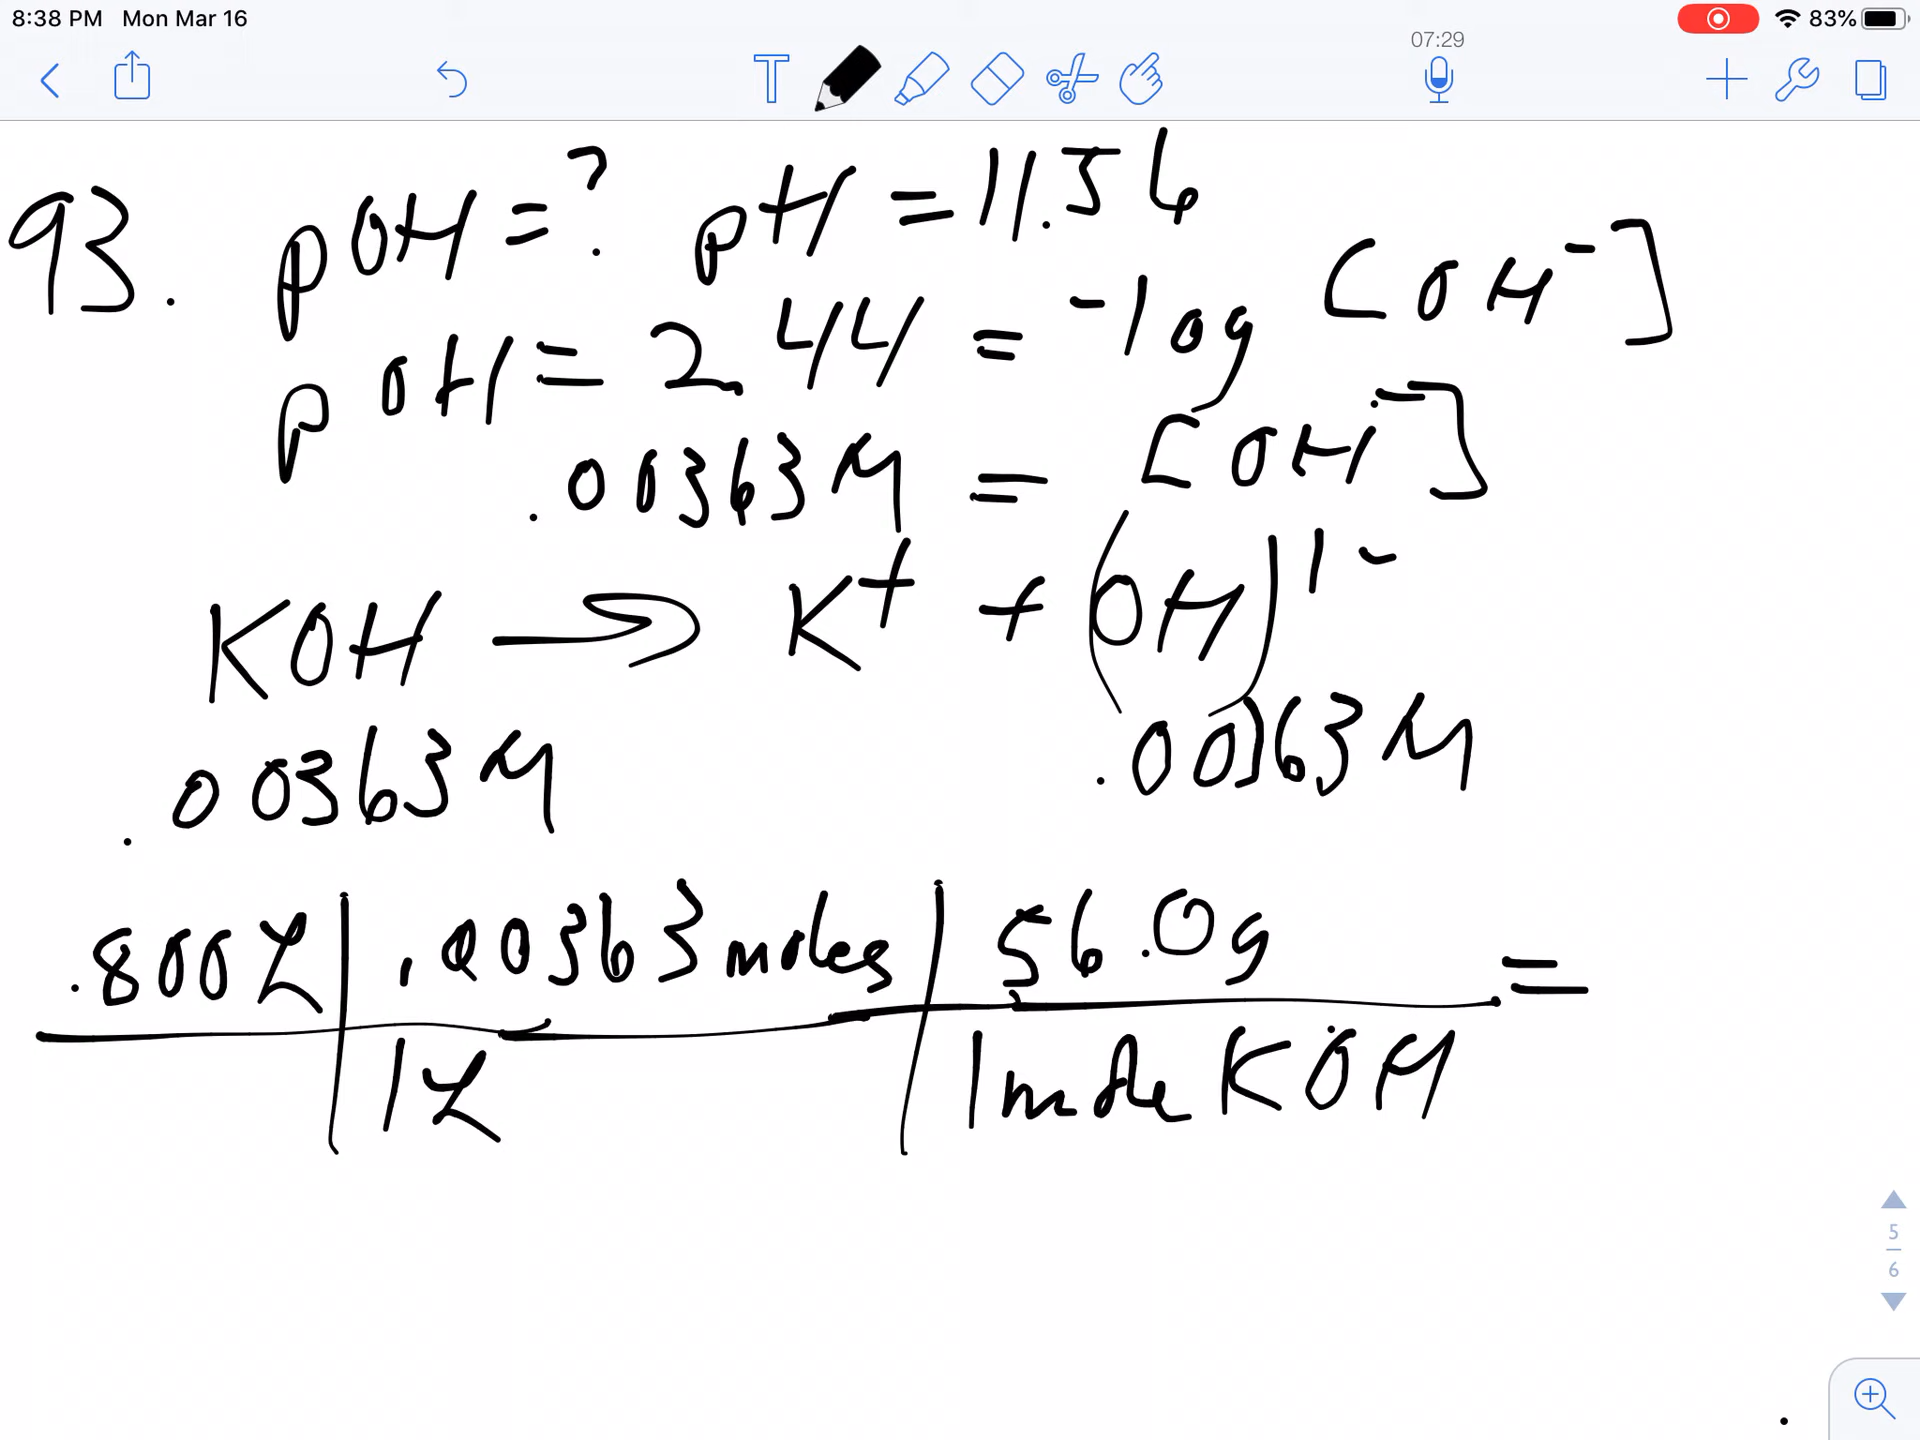 8:38 PM Mon Mar 16
83%
07:29
T
93. pOH = ? pH = 11.56
pOH = 2.44 = -log [OH⁻]
.00363 M = [OH⁻]
KOH → K⁺ + (OH)¹⁻
.00363 M .00363 M
.800 L | .00363 moles | 56.0g =
1 L | 1 mole KOH
5
6